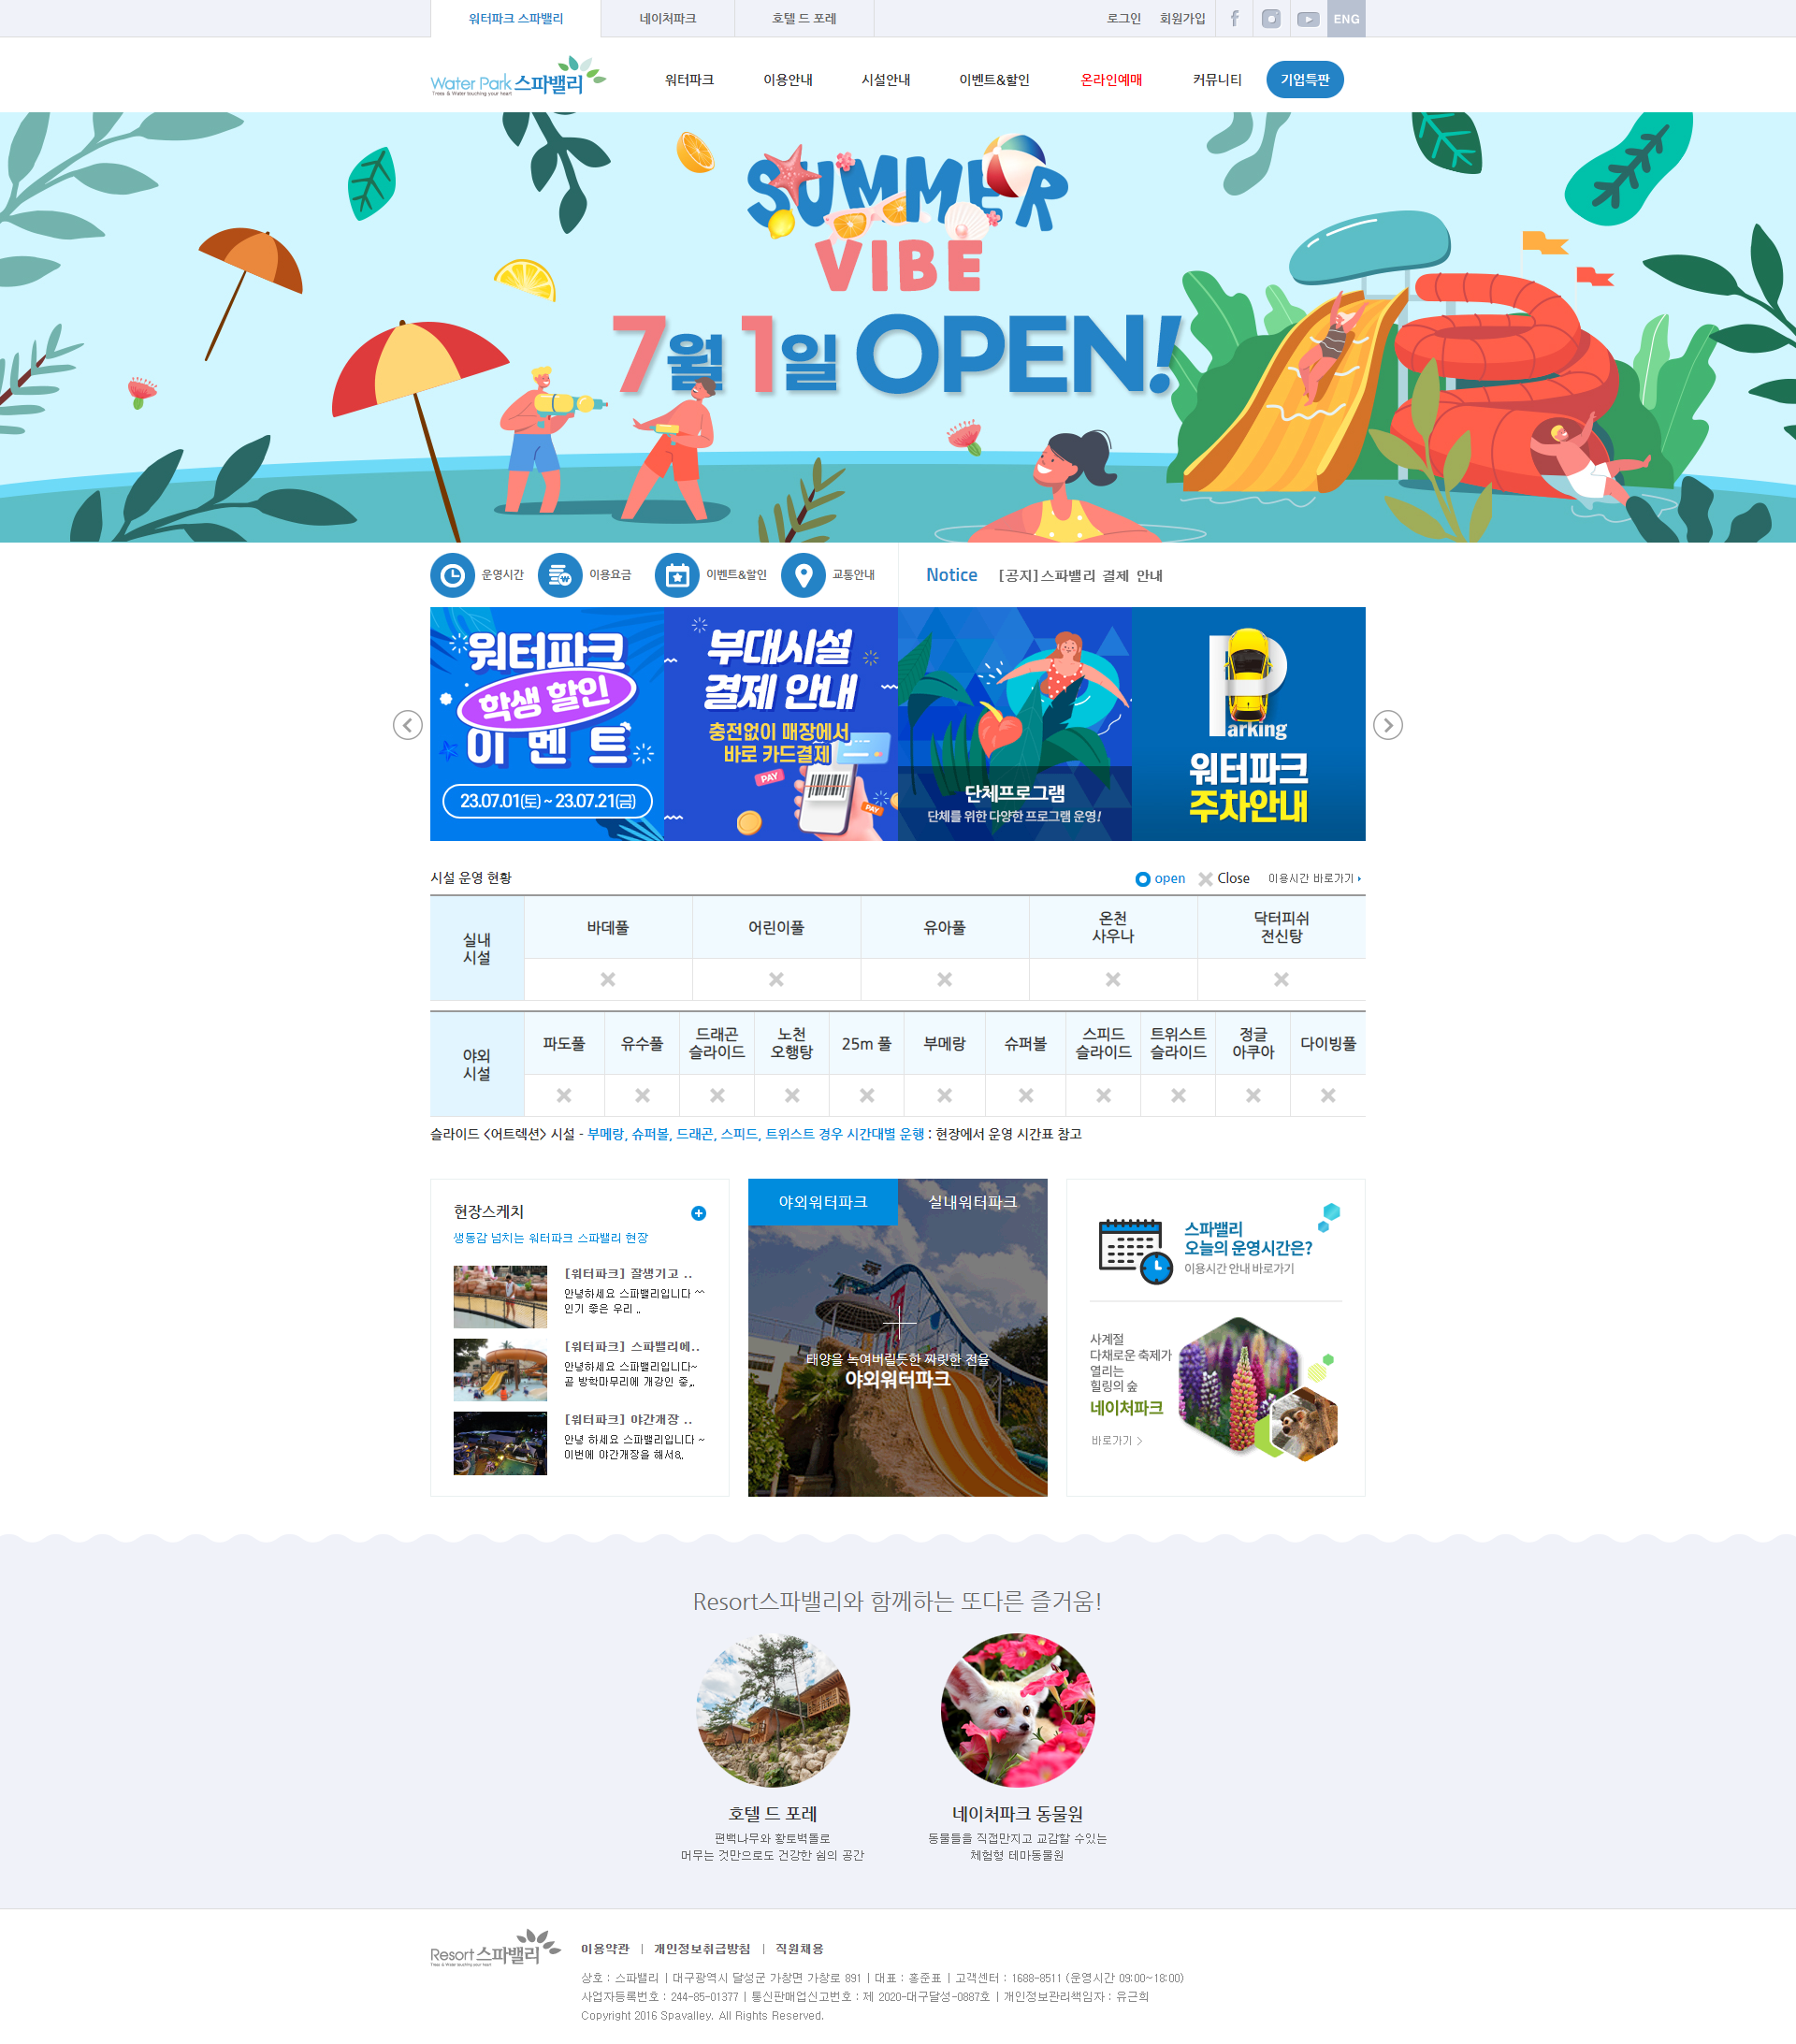 워터파크 스파밸리
네이처파크
호텔 드 포레
로그인
회원가입
ENG
Water Park 스파밸리
Trees & Water touching your heart
워터파크
이용안내
시설안내
이벤트&할인
온라인예매
커뮤니티
기업특판
SUMMER
VIBE
7월 1일 OPEN!
운영시간
이용요금
이벤트&할인
교통안내
Notice
[공지]스파밸리 결제 안내
워터파크
학생 할인
이벤트
23.07.01(토) ~ 23.07.21(금)
부대시설
결제 안내
충전없이 매장에서
바로 카드결제
PAY
PAY
단체프로그램
단체를 위한 다양한 프로그램 운영!
Parking
워터파크
주차안내
시설 운영 현황
open
Close
이용시간 바로가기
실내
시설
바데풀
어린이풀
유아풀
온천
사우나
닥터피쉬
전신탕
야외
시설
파도풀
유수풀
드래곤
슬라이드
노천
오행탕
25m 풀
부메랑
슈퍼볼
스피드
슬라이드
트위스트
슬라이드
정글
아쿠아
다이빙풀
슬라이드 <어트렉션> 시설 - 부메랑, 슈퍼볼, 드래곤, 스피드, 트위스트 경우 시간대별 운행 : 현장에서 운영 시간표 참고
현장스케치
생동감 넘치는 워터파크 스파밸리 현장
[워터파크] 잘생기고 ..
안녕하세요 스파밸리입니다 ^^
인기 좋은 우리 ..
[워터파크] 스파밸리에..
안녕하세요 스파밸리입니다~
곧 방학마무리에 개강인 중..
[워터파크] 야간개장 ..
안녕 하세요 스파밸리입니다 ~
이번에 야간개장을 해서8..
야외워터파크
실내워터파크
태양을 녹여버릴듯한 짜릿한 전율
야외워터파크
스파밸리
오늘의 운영시간은?
이용시간 안내 바로가기
사계절
다채로운 축제가
열리는
힐링의 숲
네이처파크
바로가기 >
Resort스파밸리와 함께하는 또다른 즐거움!
호텔 드 포레
편백나무와 황토벽돌로
머무는 것만으로도 건강한 쉼의 공간
네이처파크 동물원
동물들을 직접만지고 교감할 수있는
체험형 테마동물원
Resort 스파밸리
Trees & Water touching your heart
이용약관 | 개인정보취급방침 | 직원채용
상호 : 스파밸리 | 대구광역시 달성군 가창면 가창로 891 | 대표 : 홍준표 | 고객센터 : 1688-8511 (운영시간 09:00~18:00)
사업자등록번호 : 244-85-01377 | 통신판매업신고번호 : 제 2020-대구달성-0887호 | 개인정보관리책임자 : 유근희
Copyright 2016 Spavalley. All Rights Reserved.